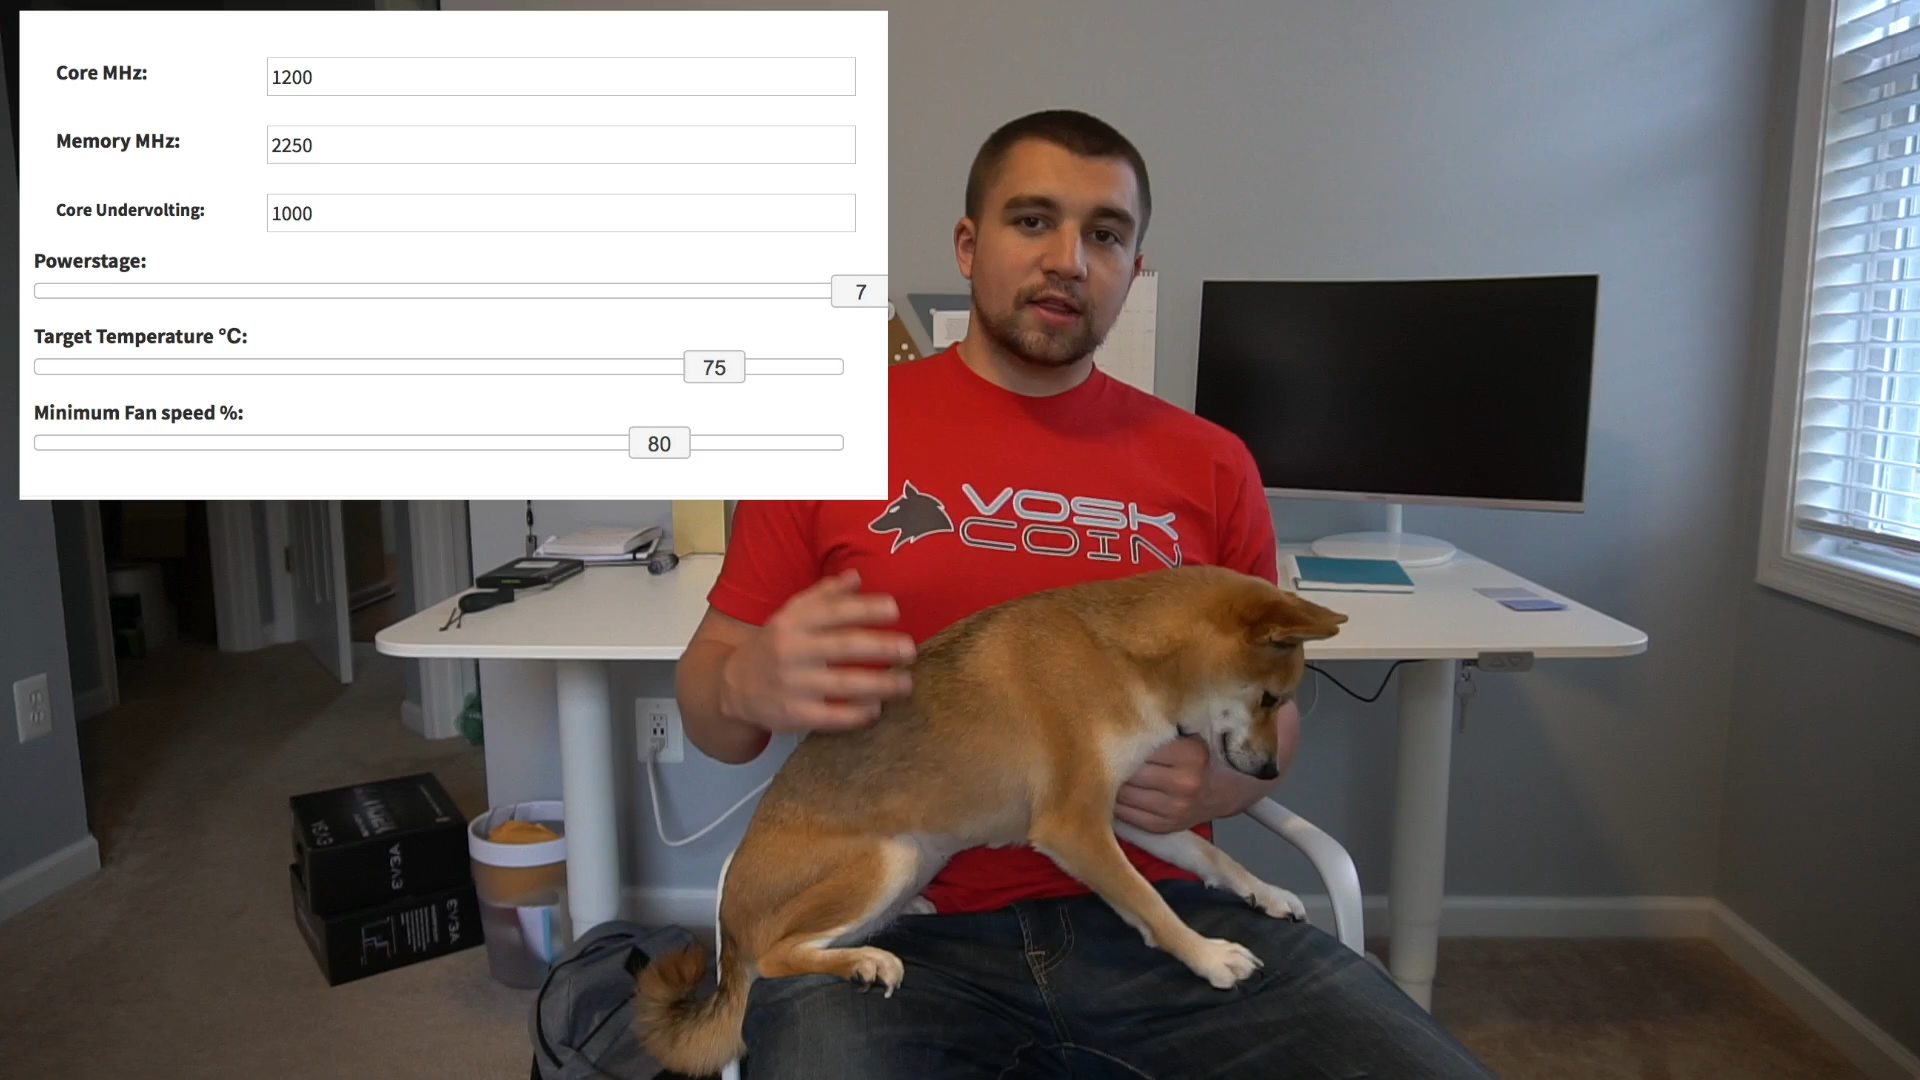 Core MHz:
1200
Memory MHz:
2250
Core Undervolting:
1000
Powerstage:
7
Target Temperature °C:
75
Minimum Fan speed %:
80
VOSK
COIN
EVGA
EVGA
EVGA